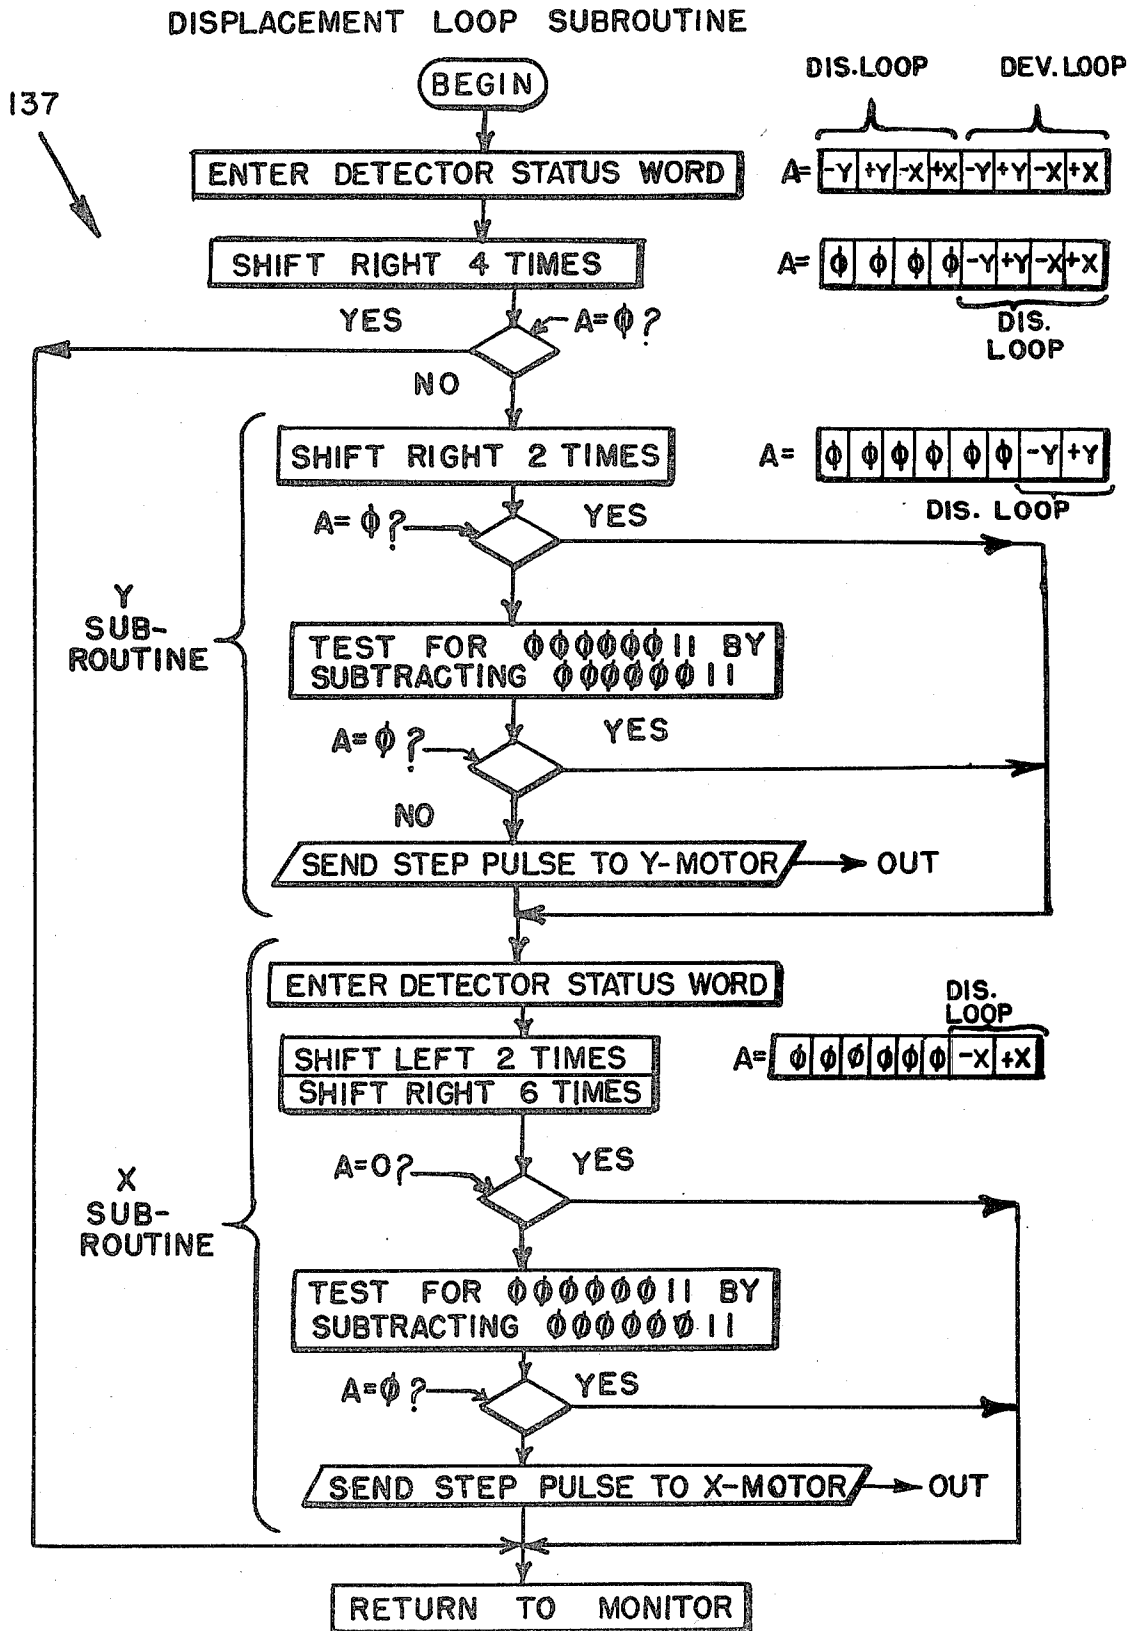 DISPLACEMENT LOOP SUBROUTINE
137
BEGIN
DIS.LOOP DEV.LOOP
ENTER DETECTOR STATUS WORD
A= -Y +Y -X +X -Y +Y -X +X
SHIFT RIGHT 4 TIMES
A= ϕ ϕ ϕ ϕ -Y +Y -X +X
DIS.
LOOP
YES
A=ϕ?
NO
SHIFT RIGHT 2 TIMES
A= ϕ ϕ ϕ ϕ ϕ ϕ -Y +Y
DIS. LOOP
A=ϕ?
YES
Y
SUB-
ROUTINE
TEST FOR ϕϕϕϕϕϕ11 BY
SUBTRACTING ϕϕϕϕϕϕ11
A=ϕ?
YES
NO
SEND STEP PULSE TO Y-MOTOR
OUT
ENTER DETECTOR STATUS WORD
DIS.
LOOP
SHIFT LEFT 2 TIMES
SHIFT RIGHT 6 TIMES
A= ϕ ϕ ϕ ϕ ϕ ϕ -X +X
A=0?
YES
X
SUB-
ROUTINE
TEST FOR ϕϕϕϕϕϕ11 BY
SUBTRACTING ϕϕϕϕϕϕ11
A=ϕ?
YES
SEND STEP PULSE TO X-MOTOR
OUT
RETURN TO MONITOR